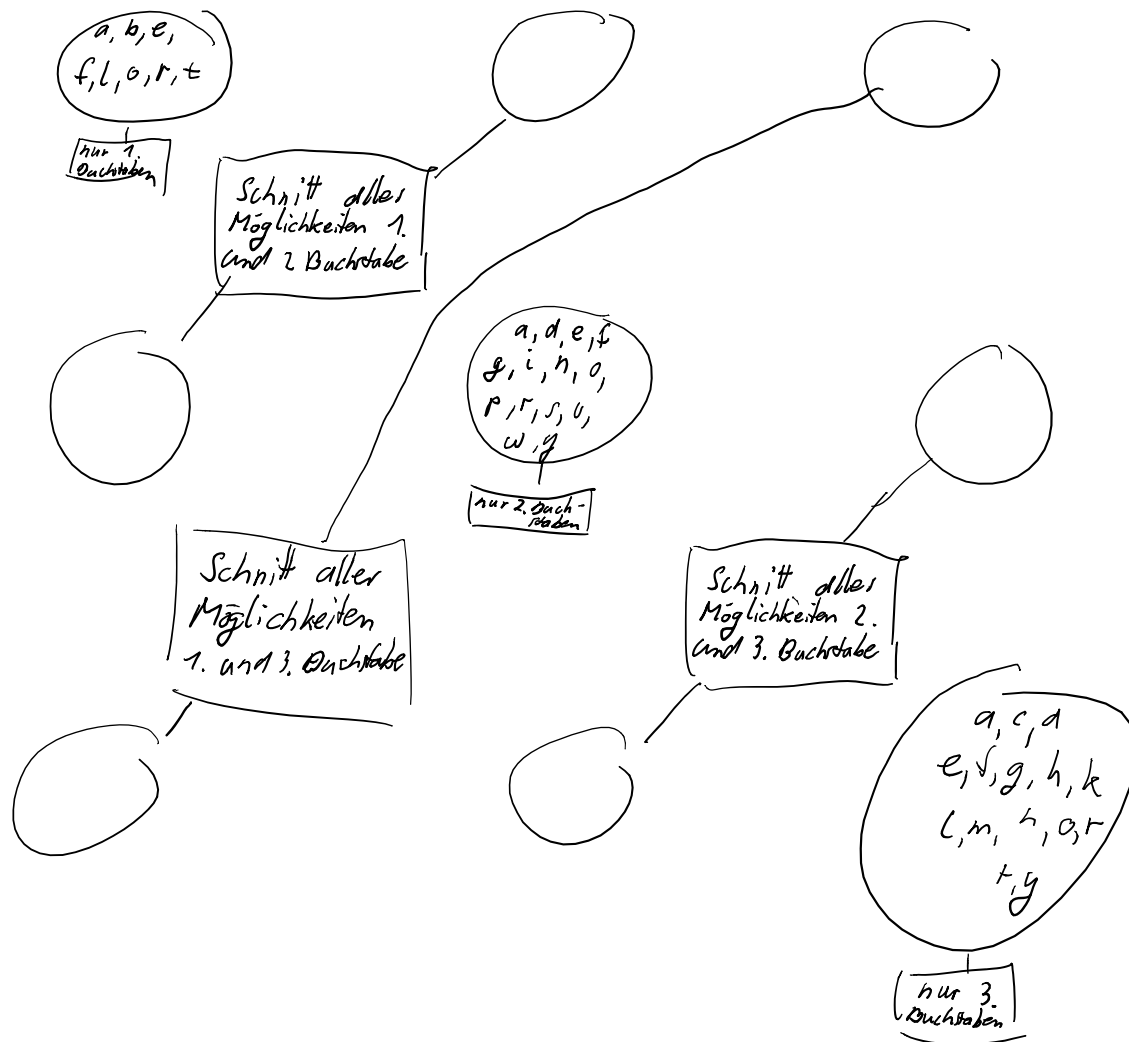 a, b, e,
f, l, o, r, t
nur 1.
Buchstaben
Schnitt aller
Möglichkeiten 1.
und 2 Buchstabe
a, d, e, f
g, i, n, o,
p, r, s, u,
w, y
nur 2. Buch-
staben
Schnitt aller
Möglichkeiten
1. und 3. Buchstabe
Schnitt aller
Möglichkeiten 2.
und 3. Buchstabe
a, c, d
e, f, g, h, k
l, m, n, o, r
t, y
nur 3.
Buchstaben